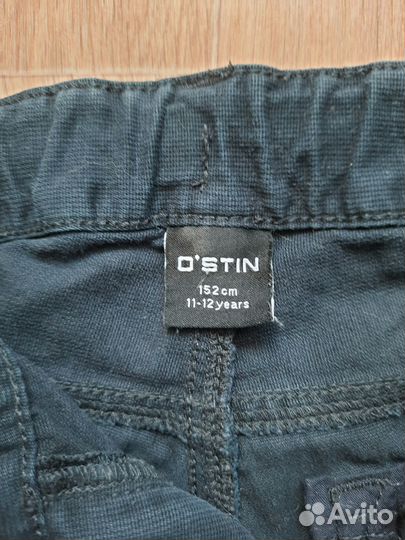 O'STIN
152cm
11-12years
Avito